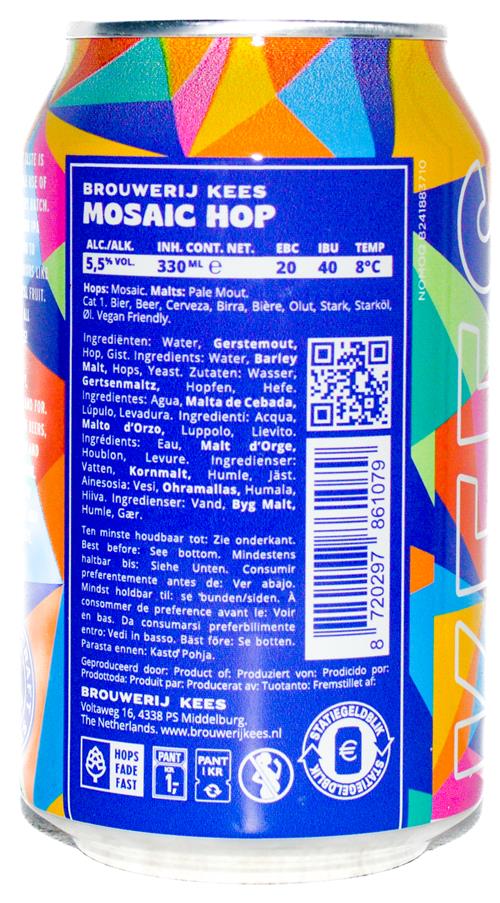 BROUWERIJ KEES
MOSAIC HOP
ALC./ALK. INH. CONT. NET. EBC IBU TEMP
5,5% VOL. 330 ML ℮ 20 40 8°C
Hops: Mosaic. Malts: Pale Mout.
Cat 1. Bier, Beer, Cerveza, Birra, Bière, Olut, Stark, Starköl,
Øl. Vegan Friendly.
Ingrediënten: Water, Gerstemout,
Hop, Gist. Ingredients: Water, Barley
Malt, Hops, Yeast. Zutaten: Wasser,
Gertsenmaltz, Hopfen, Hefe.
Ingredientes: Agua, Malta de Cebada,
Lúpulo, Levadura. Ingredienti: Acqua,
Malto d'Orzo, Luppolo, Lievito.
Ingrédients: Eau, Malt d'Orge,
Houblon, Levure. Ingredienser:
Vatten, Kornmalt, Humle, Jäst.
Ainesosia: Vesi, Ohramallas, Humala,
Hiiva. Ingredienser: Vand, Byg Malt,
Humle, Gær.
Ten minste houdbaar tot: Zie onderkant.
Best before: See bottom. Mindestens
haltbar bis: Siehe Unten. Consumir
preferentemente antes de: Ver abajo.
Mindst holdbar til: se 'bunden/siden. À
consommer de preference avant le: Voir
en bas. Da consumarsi preferbilimente
entro: Vedi in basso. Bäst före: Se botten.
Parasta ennen: Kasto' Pohja.
Geproduceerd door: Product of: Produziert von: Prodicido por:
Prodottoda: Produit par: Producerat av: Tuotanto: Fremstillet af:
BROUWERIJ KEES
Voltaweg 16, 4338 PS Middelburg.
The Netherlands. www.brouwerijkees.nl
8 720297 861079
HOPS
FADE
FAST
PANT
KR
1,-
PANT
1 KR
STATIEGELDBLIK
€
STATIEGELDBLIK
NO:ROO 8241883710
KEES